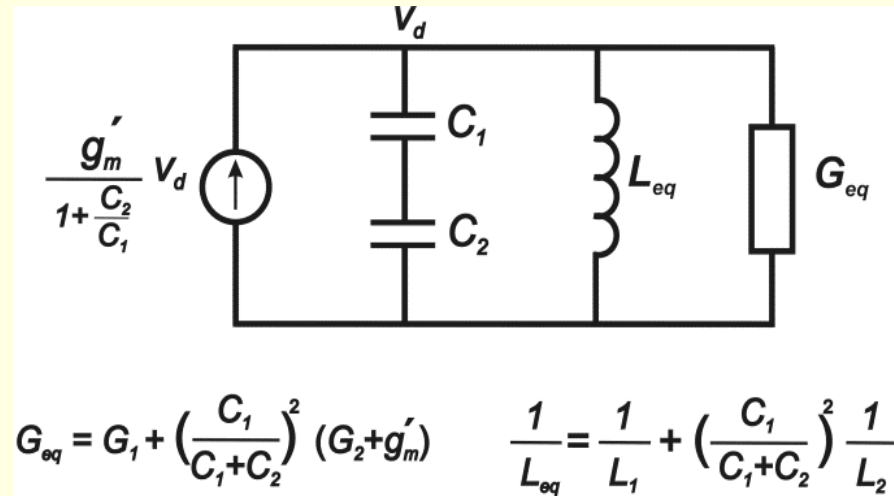 V_d
g'_m / (1 + C_2/C_1) V_d
C_1
C_2
L_eq
G_eq
G_eq = G_1 + (C_1/(C_1+C_2))^2 (G_2+g'_m)
1/L_eq = 1/L_1 + (C_1/(C_1+C_2))^2 1/L_2